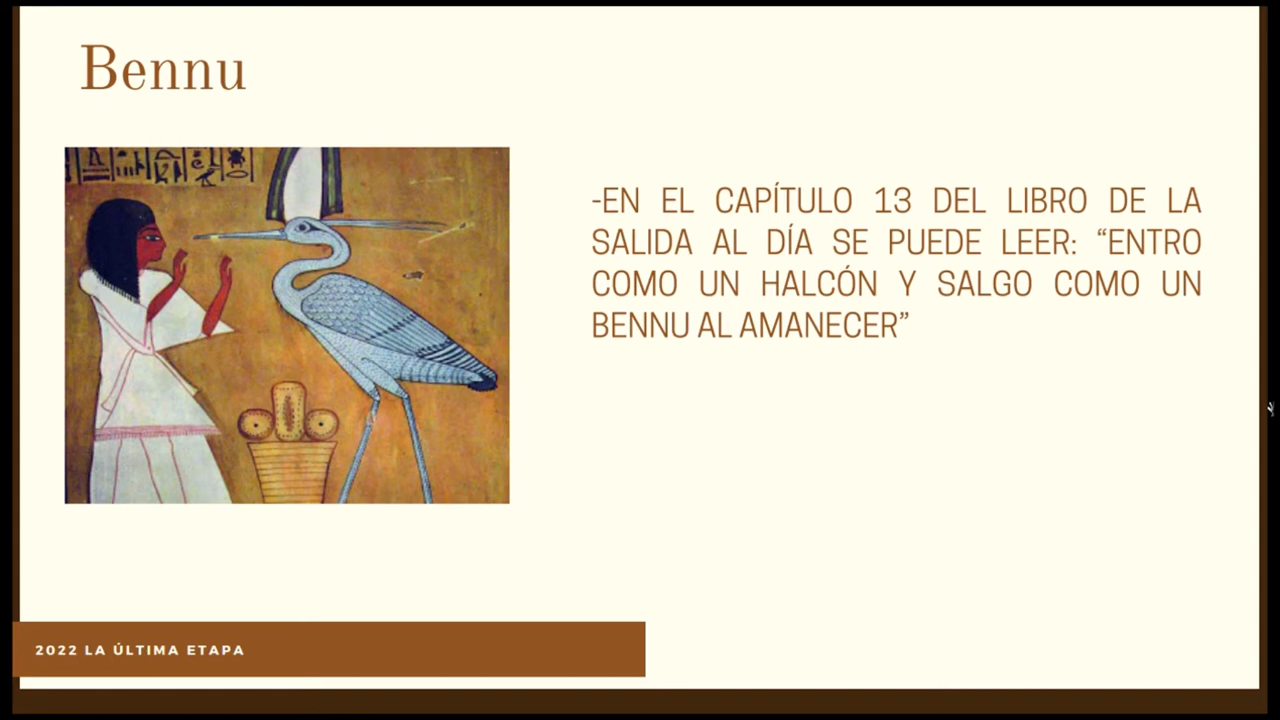 Bennu
-EN EL CAPÍTULO 13 DEL LIBRO DE LA
SALIDA AL DÍA SE PUEDE LEER: “ENTRO
COMO UN HALCÓN Y SALGO COMO UN
BENNU AL AMANECER”
2022 LA ÚLTIMA ETAPA